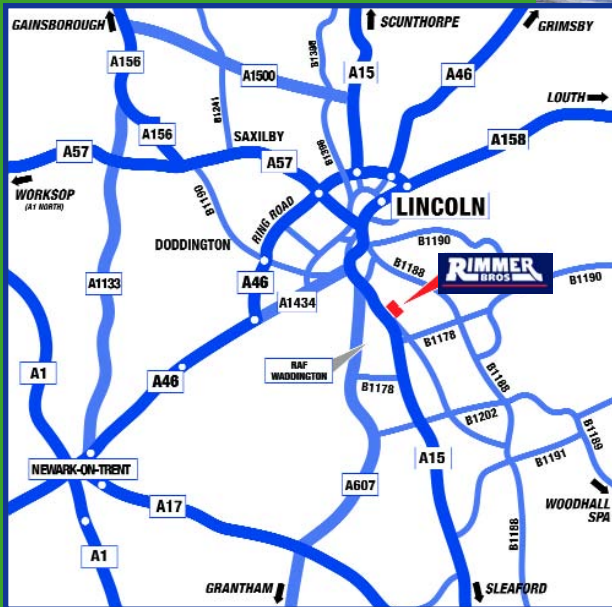 GAINSBOROUGH
SCUNTHORPE
GRIMSBY
A156
A1500
B1398
A15
A46
LOUTH
A156
B1241
SAXILBY
A158
A57
A57
B1398
WORKSOP
(A1 NORTH)
B1190
RING ROAD
LINCOLN
DODDINGTON
B1190
B1188
RIMMER
BROS
B1190
A1133
A46
A1434
B1178
A1
A46
RAF
WADDINGTON
B1178
B1188
B1202
B1189
NEWARK-ON-TRENT
A15
B1191
A17
A607
WOODHALL
SPA
B1188
A1
GRANTHAM
SLEAFORD